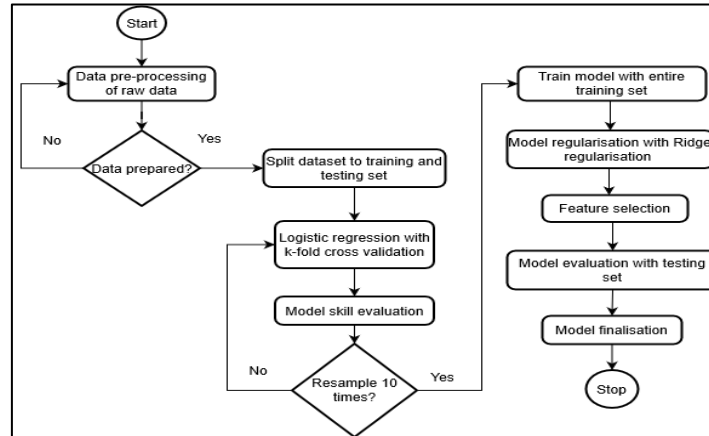 Start
Data pre-processing
of raw data
No
Yes
Data prepared?
Split dataset to training and
testing set
Logistic regression with
k-fold cross validation
Model skill evaluation
No
Yes
Resample 10
times?
Train model with entire
training set
Model regularisation with Ridge
regularisation
Feature selection
Model evaluation with testing
set
Model finalisation
Stop